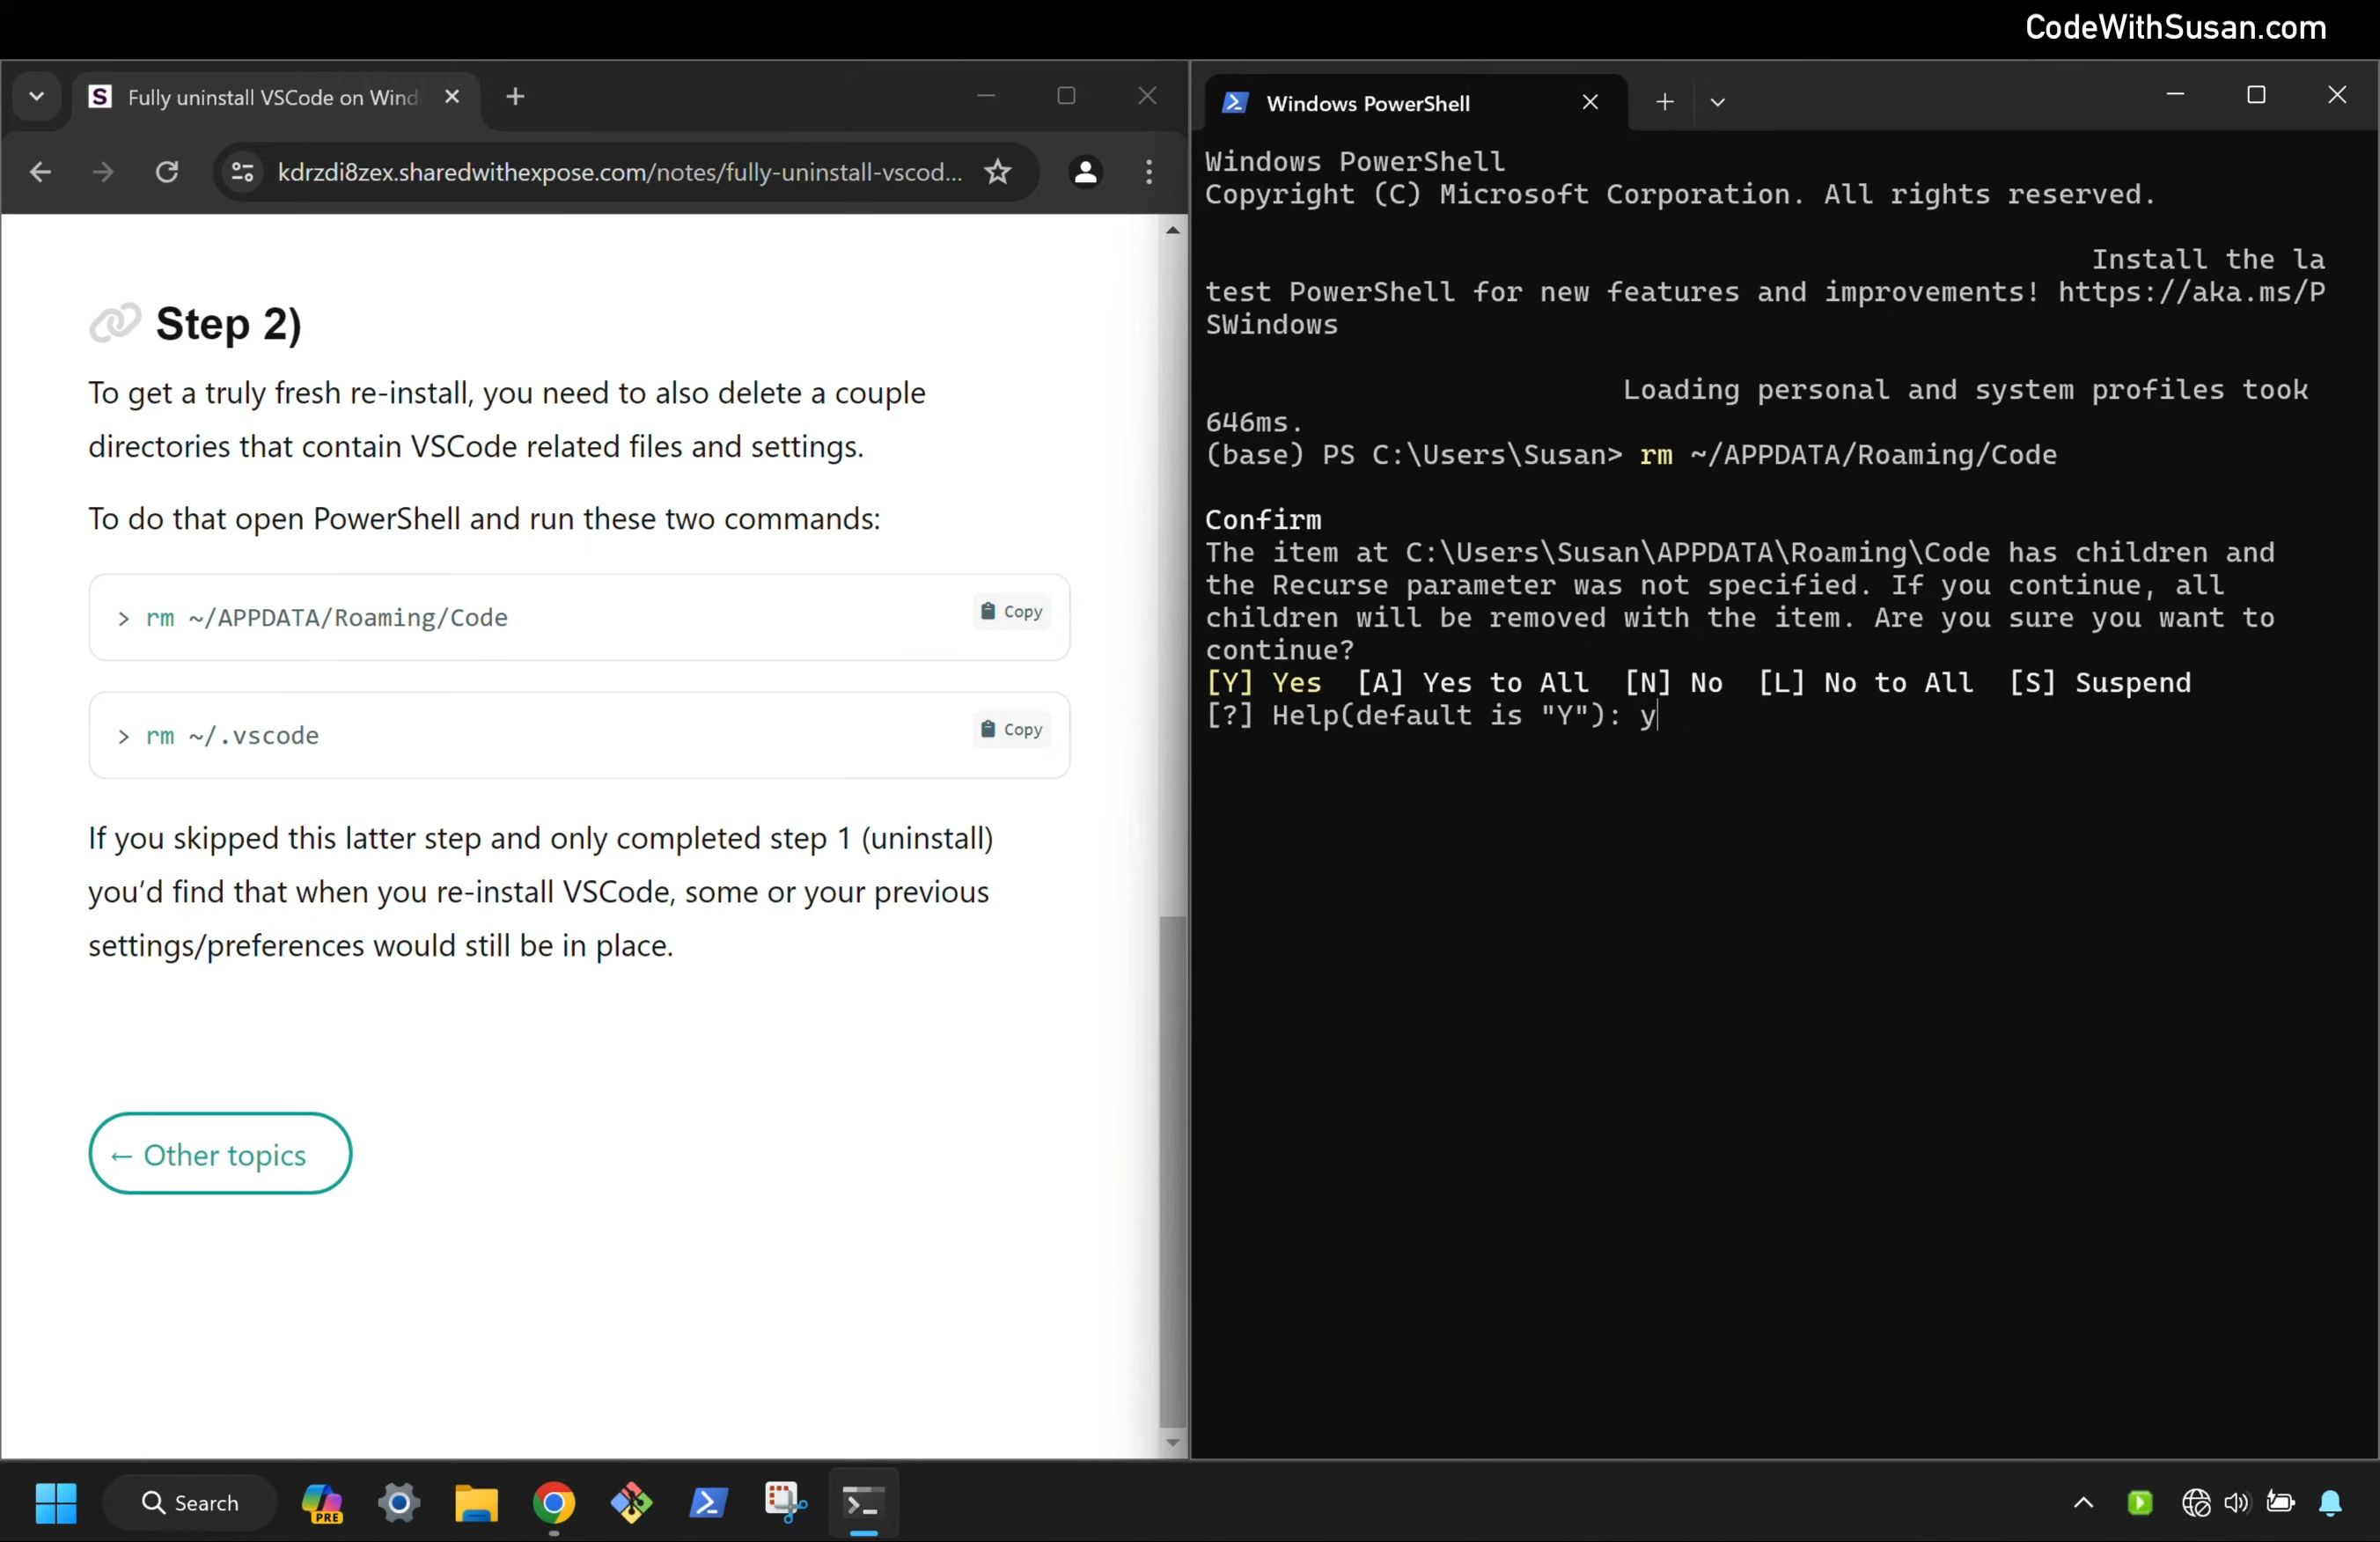 CodeWithSusan.com
Fully uninstall VSCode on Wind
kdrzdi8zex.sharedwithexpose.com/notes/fully-uninstall-vscod...
Step 2)
To get a truly fresh re-install, you need to also delete a couple
directories that contain VSCode related files and settings.
To do that open PowerShell and run these two commands:
> rm ~/APPDATA/Roaming/Code
Copy
> rm ~/.vscode
Copy
If you skipped this latter step and only completed step 1 (uninstall)
you'd find that when you re-install VSCode, some or your previous
settings/preferences would still be in place.
← Other topics
Windows PowerShell
Windows PowerShell
Copyright (C) Microsoft Corporation. All rights reserved.
Install the la
test PowerShell for new features and improvements! https://aka.ms/P
SWindows
Loading personal and system profiles took
646ms.
(base) PS C:\Users\Susan> rm ~/APPDATA/Roaming/Code
Confirm
The item at C:\Users\Susan\APPDATA\Roaming\Code has children and
the Recurse parameter was not specified. If you continue, all
children will be removed with the item. Are you sure you want to
continue?
[Y] Yes  [A] Yes to All  [N] No  [L] No to All  [S] Suspend
[?] Help(default is "Y"): y
Search
PRE